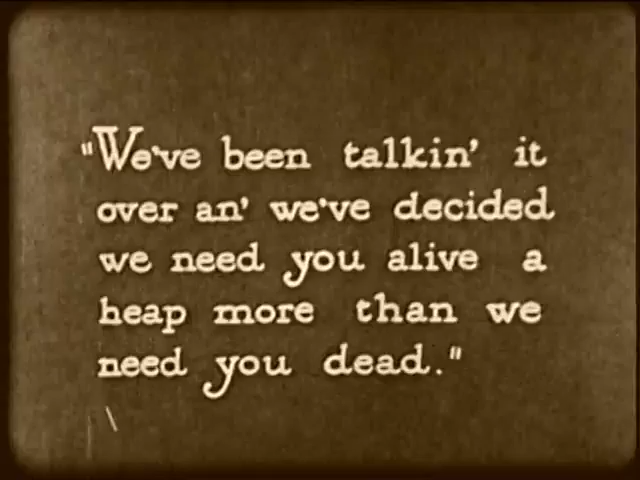 "We've been talkin' it
over an' we've decided
we need you alive a
heap more than we
need you dead."